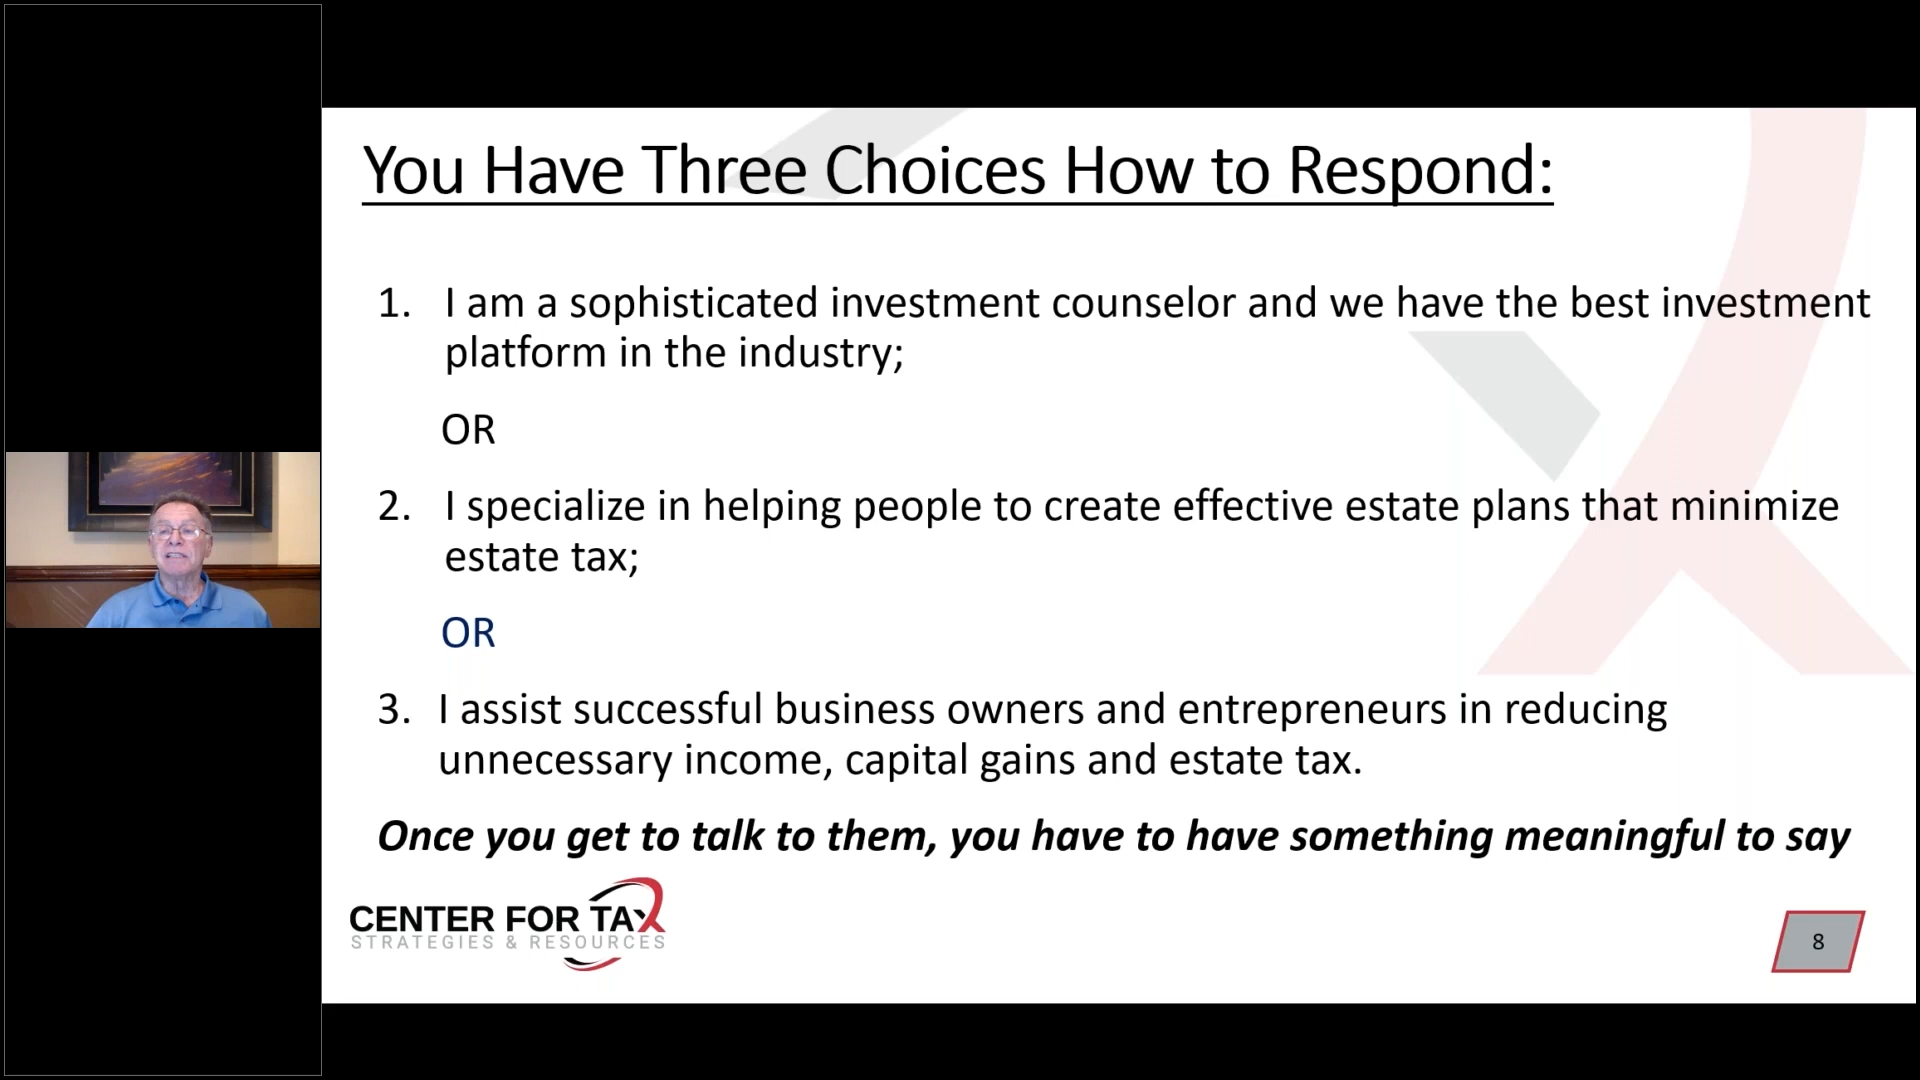 You Have Three Choices How to Respond:
1. I am a sophisticated investment counselor and we have the best investment
platform in the industry;
OR
2. I specialize in helping people to create effective estate plans that minimize
estate tax;
OR
3. I assist successful business owners and entrepreneurs in reducing
unnecessary income, capital gains and estate tax.
Once you get to talk to them, you have to have something meaningful to say
CENTER FOR TAX
STRATEGIES & RESOURCES
8